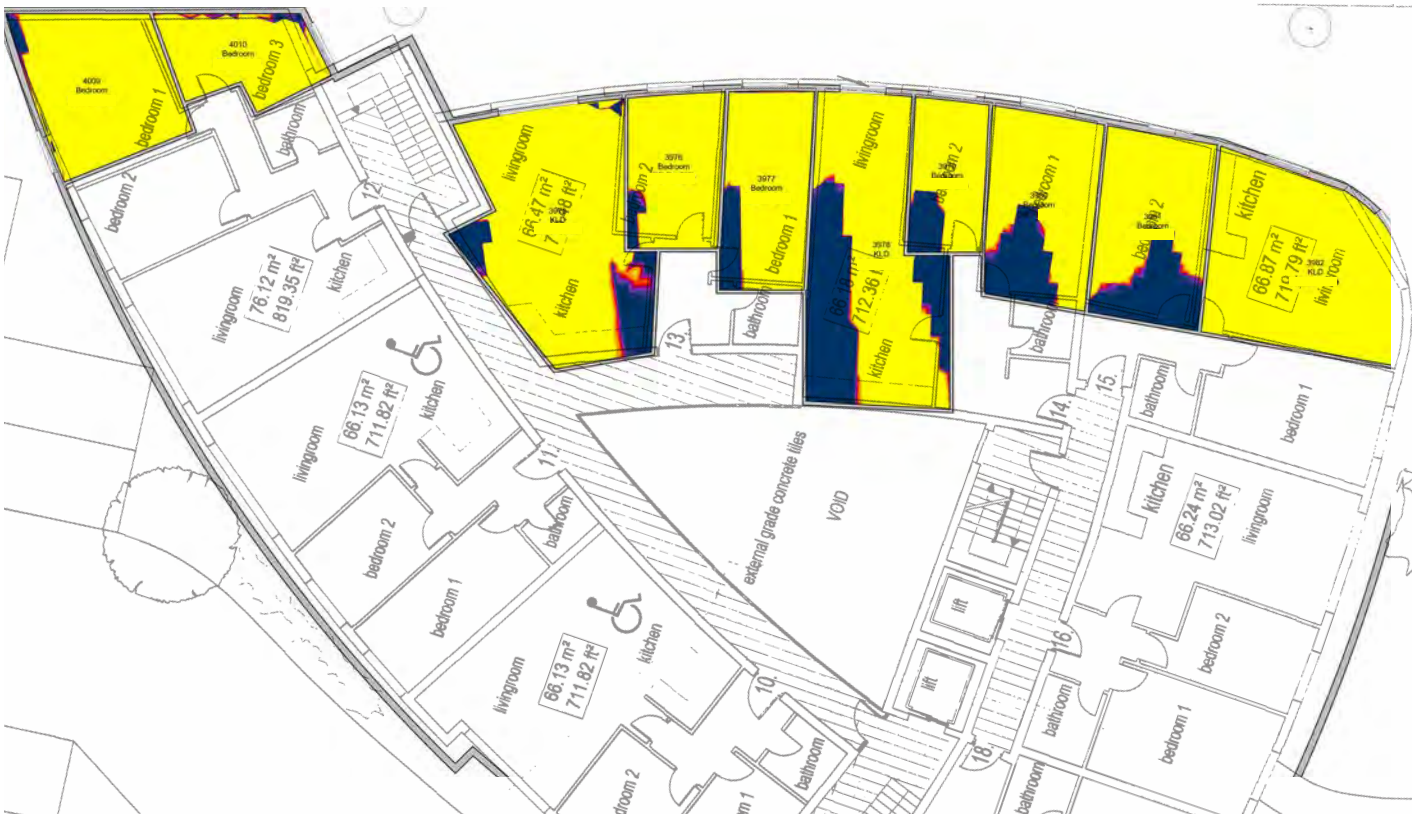 4009
Bedroom
bedroom 1
4010
Bedroom
bedroom 3
bathroom
bedroom 2
12.
76.12 m²
819.35 ft²
livingroom
kitchen
livingroom
66.47 m²
KLD
kitchen
3976
Bedroom
3977
Bedroom
bedroom 1
bathroom
13.
livingroom
3978
KLD
66.18 m²
712.36
kitchen
Bedroom
Bedroom
bathroom
14.
Bedroom
kitchen
66.87 m²
3982
KLD
15.
bathroom
bedroom 1
66.13 m²
711.82 ft²
livingroom
kitchen
11.
bedroom 2
bathroom
bedroom 1
external grade concrete tiles
VOID
lift
lift
kitchen
66.24 m²
713.02 ft²
livingroom
16.
bedroom 2
bathroom
bedroom 1
18.
bathroom
livingroom
66.13 m²
711.82 ft²
kitchen
10.
bathroom